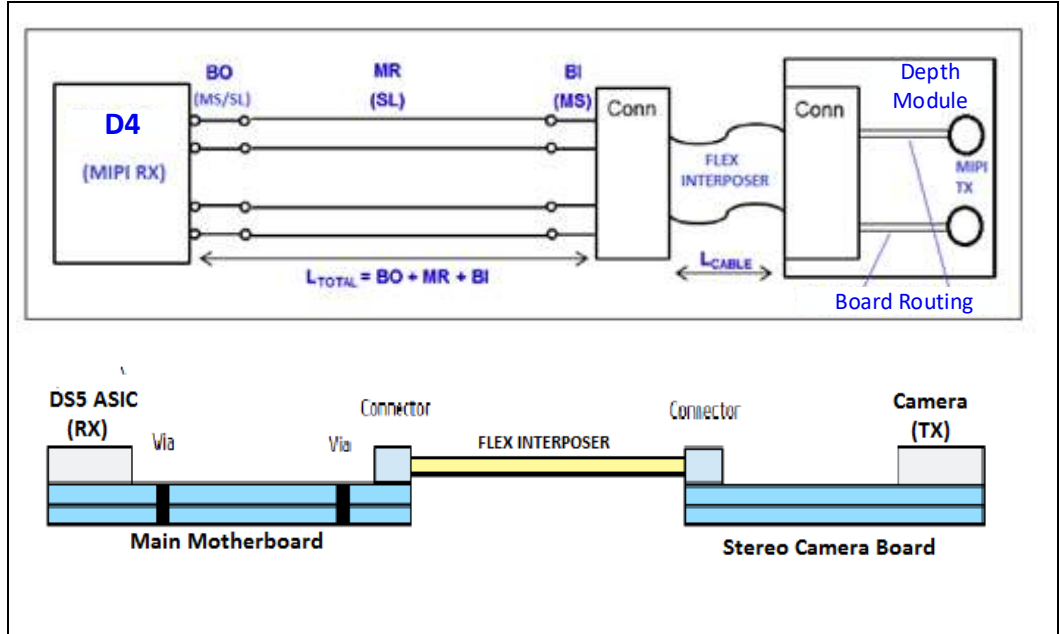 BO
(MS/SL)
MR
(SL)
BI
(MS)
D4
(MIPI RX)
Conn
FLEX
INTERPOSER
Conn
Depth
Module
MIPI
TX
L_TOTAL = BO + MR + BI
L_CABLE
Board Routing
DS5 ASIC
(RX)
Via
Via
Connector
FLEX INTERPOSER
Connector
Camera
(TX)
Main Motherboard
Stereo Camera Board